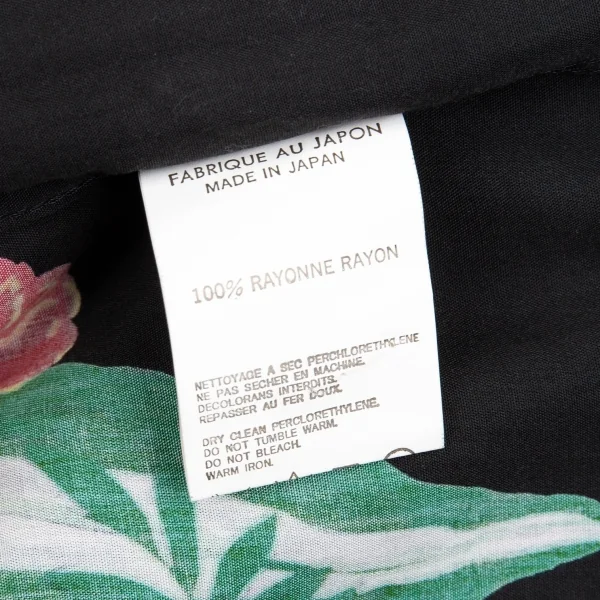 FABRIQUE AU JAPON
MADE IN JAPAN
100% RAYONNE RAYON
NETTOYAGE A SEC PERCHLORETHYLENE
NE PAS SECHER EN MACHINE.
DECOLORANS INTERDITS.
REPASSER AU FER DOUX.
DRY CLEAN PERCLORETHYLENE.
DO NOT TUMBLE WARM.
DO NOT BLEACH.
WARM IRON.